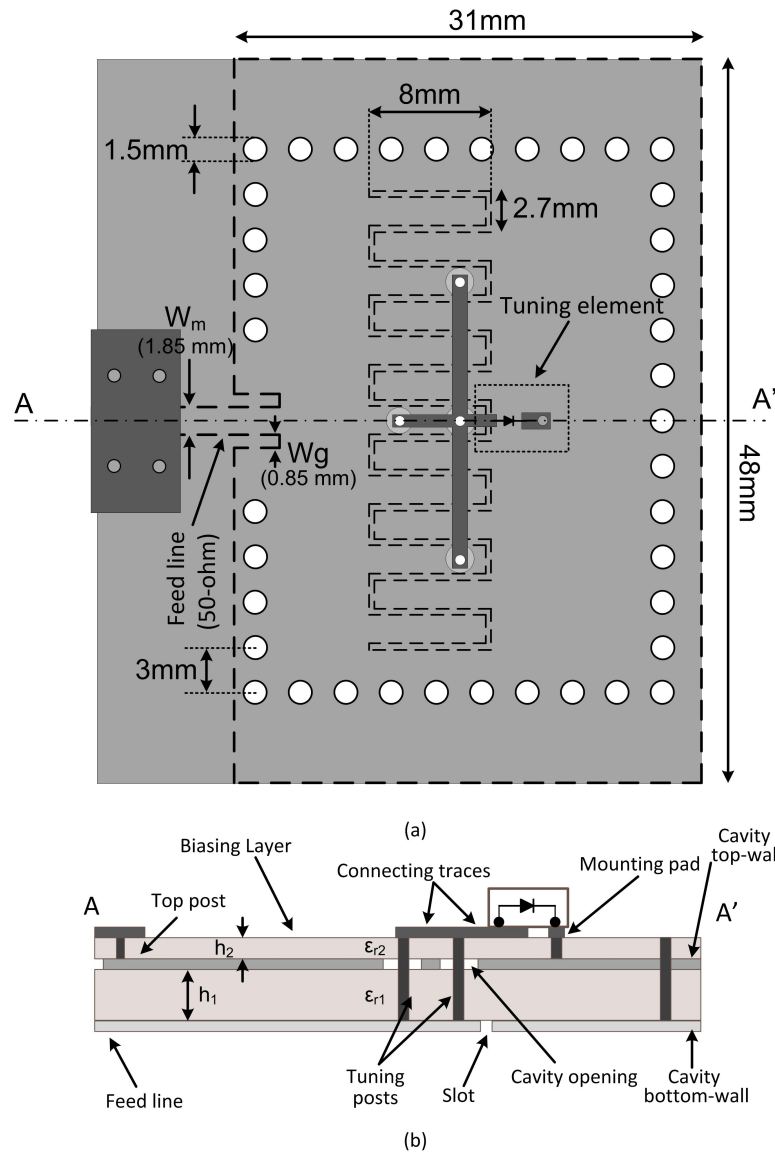 31mm
8mm
1.5mm
2.7mm
Tuning element
Wm
(1.85 mm)
A
A'
Wg
(0.85 mm)
48mm
Feed line
(50-ohm)
3mm
(a)
Biasing Layer
Cavity
top-wal
Connecting traces
Mounting pad
A
Top post
A'
h2
εr2
h1
εr1
Feed line
Tuning
posts
Slot
Cavity opening
Cavity
bottom-wall
(b)